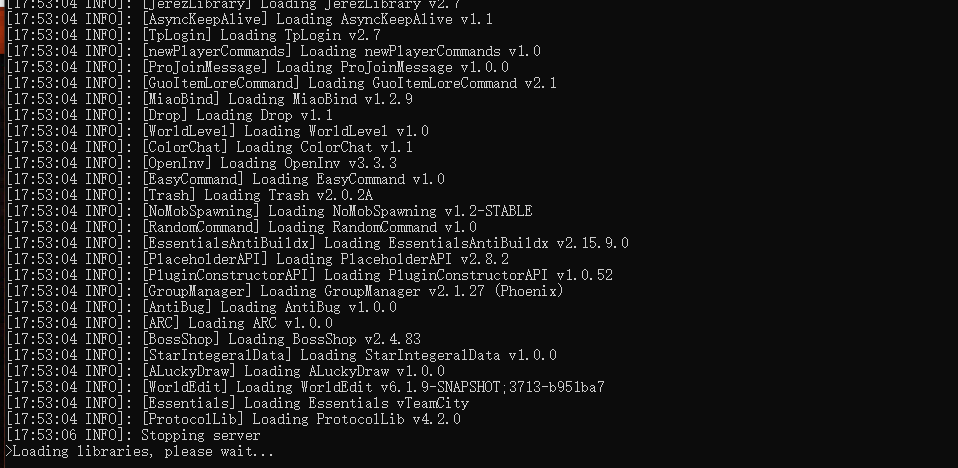 [17:53:04 INFO]: [JerezLibrary] Loading JerezLibrary v2.7
[17:53:04 INFO]: [AsyncKeepAlive] Loading AsyncKeepAlive v1.1
[17:53:04 INFO]: [TpLogin] Loading TpLogin v2.7
[17:53:04 INFO]: [newPlayerCommands] Loading newPlayerCommands v1.0
[17:53:04 INFO]: [ProJoinMessage] Loading ProJoinMessage v1.0.0
[17:53:04 INFO]: [GuoItemLoreCommand] Loading GuoItemLoreCommand v2.1
[17:53:04 INFO]: [MiaoBind] Loading MiaoBind v1.2.9
[17:53:04 INFO]: [Drop] Loading Drop v1.1
[17:53:04 INFO]: [WorldLevel] Loading WorldLevel v1.0
[17:53:04 INFO]: [ColorChat] Loading ColorChat v1.1
[17:53:04 INFO]: [OpenInv] Loading OpenInv v3.3.3
[17:53:04 INFO]: [EasyCommand] Loading EasyCommand v1.0
[17:53:04 INFO]: [Trash] Loading Trash v2.0.2A
[17:53:04 INFO]: [NoMobSpawning] Loading NoMobSpawning v1.2-STABLE
[17:53:04 INFO]: [RandomCommand] Loading RandomCommand v1.0
[17:53:04 INFO]: [EssentialsAntiBuildx] Loading EssentialsAntiBuildx v2.15.9.0
[17:53:04 INFO]: [PlaceholderAPI] Loading PlaceholderAPI v2.8.2
[17:53:04 INFO]: [PluginConstructorAPI] Loading PluginConstructorAPI v1.0.52
[17:53:04 INFO]: [GroupManager] Loading GroupManager v2.1.27 (Phoenix)
[17:53:04 INFO]: [AntiBug] Loading AntiBug v1.0.0
[17:53:04 INFO]: [ARC] Loading ARC v1.0.0
[17:53:04 INFO]: [BossShop] Loading BossShop v2.4.83
[17:53:04 INFO]: [StarIntegeralData] Loading StarIntegeralData v1.0.0
[17:53:04 INFO]: [ALuckyDraw] Loading ALuckyDraw v1.0.0
[17:53:04 INFO]: [WorldEdit] Loading WorldEdit v6.1.9-SNAPSHOT;3713-b951ba7
[17:53:04 INFO]: [Essentials] Loading Essentials vTeamCity
[17:53:04 INFO]: [ProtocolLib] Loading ProtocolLib v4.2.0
[17:53:06 INFO]: Stopping server
>Loading libraries, please wait...